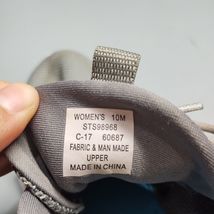 WOMEN'S 10M
STS98968
C-17 60687
FABRIC & MAN MADE
UPPER
MADE IN CHINA